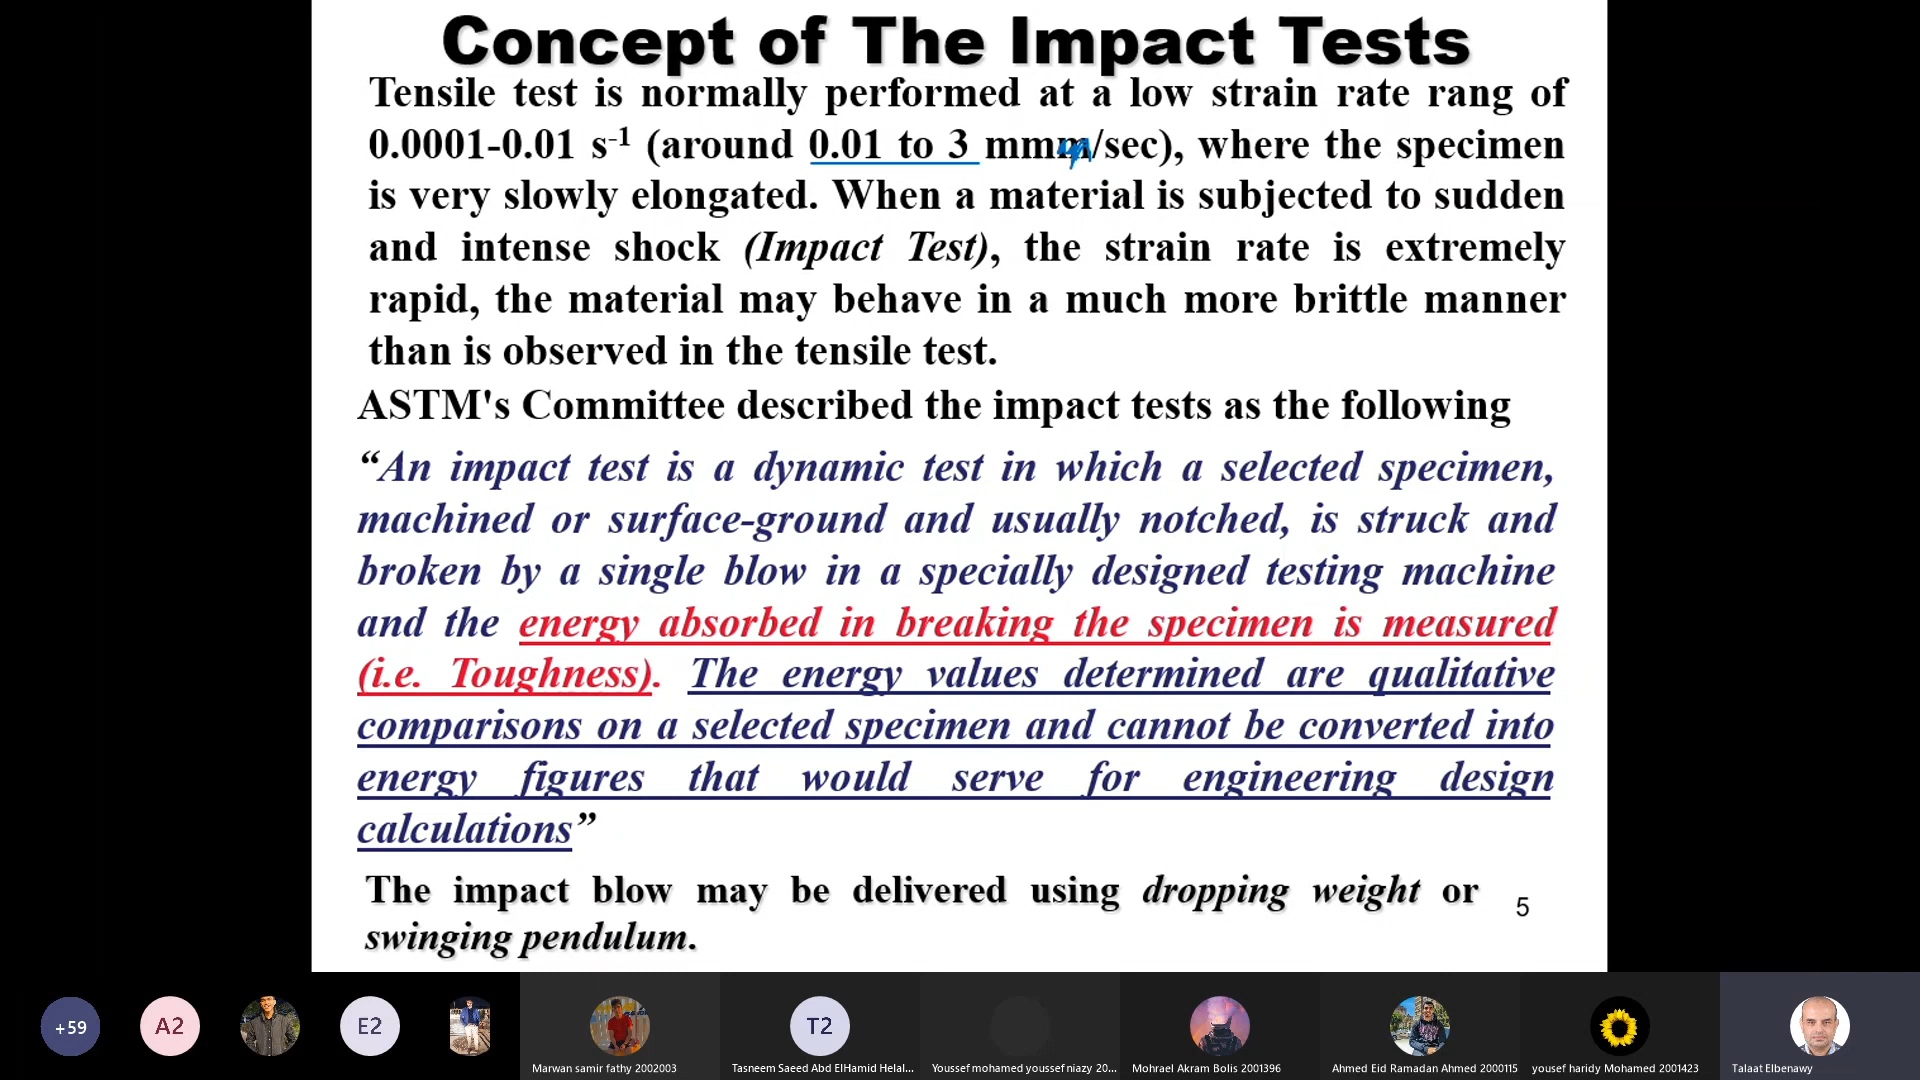 Concept of The Impact Tests
Tensile test is normally performed at a low strain rate rang of
0.0001-0.01 s-1 (around 0.01 to 3 mmm/sec), where the specimen
is very slowly elongated. When a material is subjected to sudden
and intense shock (Impact Test), the strain rate is extremely
rapid, the material may behave in a much more brittle manner
than is observed in the tensile test.
ASTM's Committee described the impact tests as the following
“An impact test is a dynamic test in which a selected specimen,
machined or surface-ground and usually notched, is struck and
broken by a single blow in a specially designed testing machine
and the energy absorbed in breaking the specimen is measured
(i.e. Toughness). The energy values determined are qualitative
comparisons on a selected specimen and cannot be converted into
energy figures that would serve for engineering design
calculations”
The impact blow may be delivered using dropping weight or
swinging pendulum.
5
+59
A2
E2
T2
Marwan samir fathy 2002003
Tasneem Saeed Abd ElHamid Helal...
Youssef mohamed youssef niazy 20...
Mohrael Akram Bolis 2001396
Ahmed Eid Ramadan Ahmed 2000115
yousef haridy Mohamed 2001423
Talaat Elbenawy